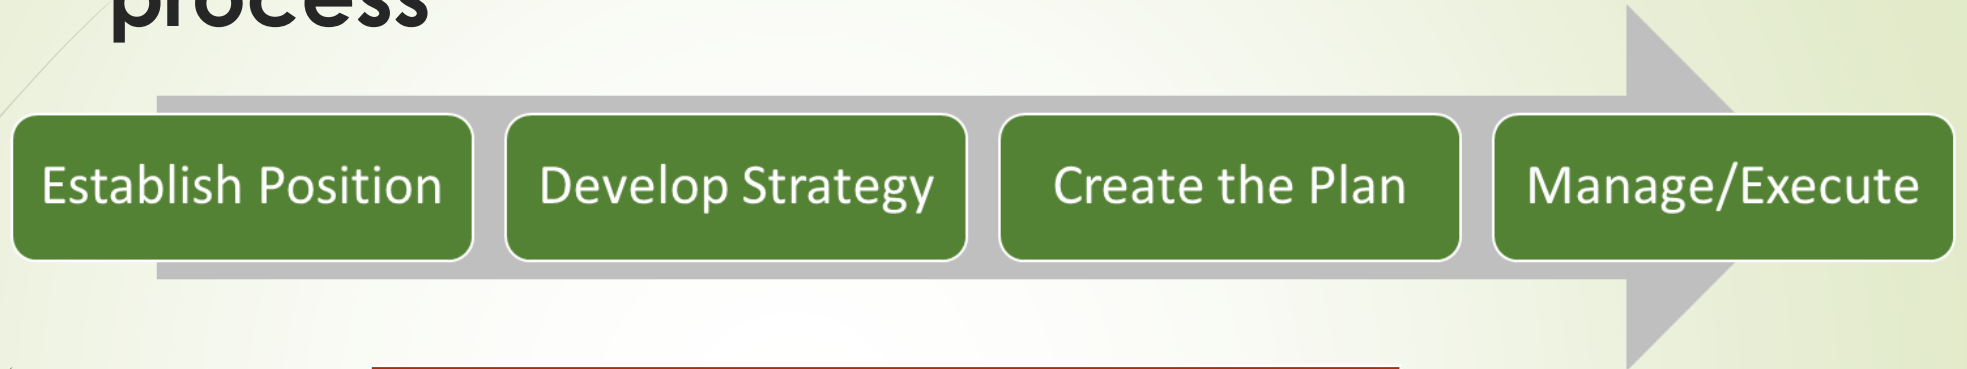 process
Establish Position
Develop Strategy
Create the Plan
Manage/Execute